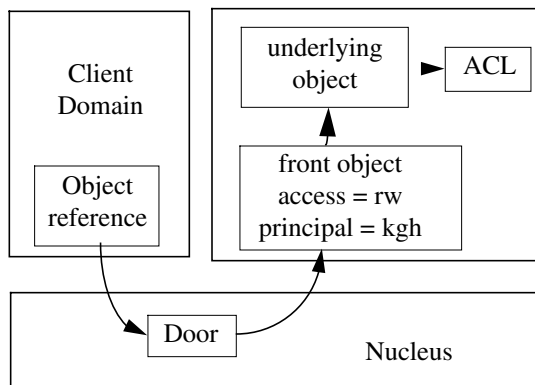 Client
Domain
Object
reference
underlying
object
ACL
front object
access = rw
principal = kgh
Door
Nucleus